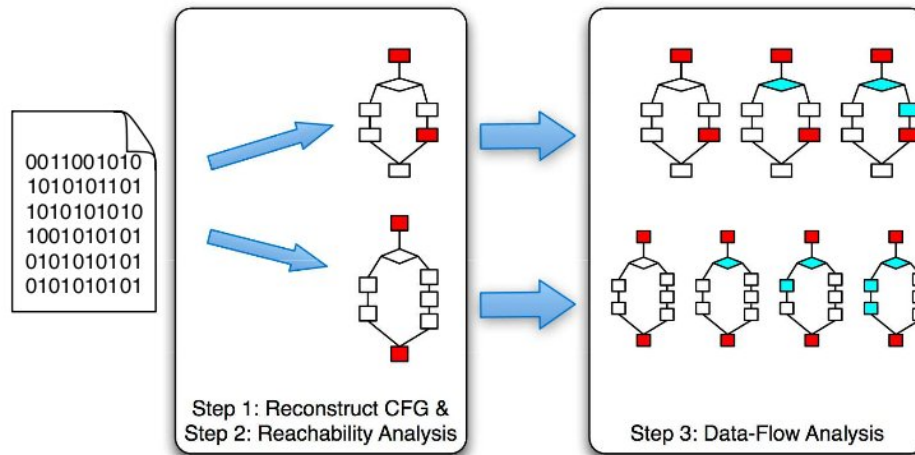 0011001010
1010101101
1010101010
1001010101
0101010101
0101010101
Step 1: Reconstruct CFG &
Step 2: Reachability Analysis
Step 3: Data-Flow Analysis